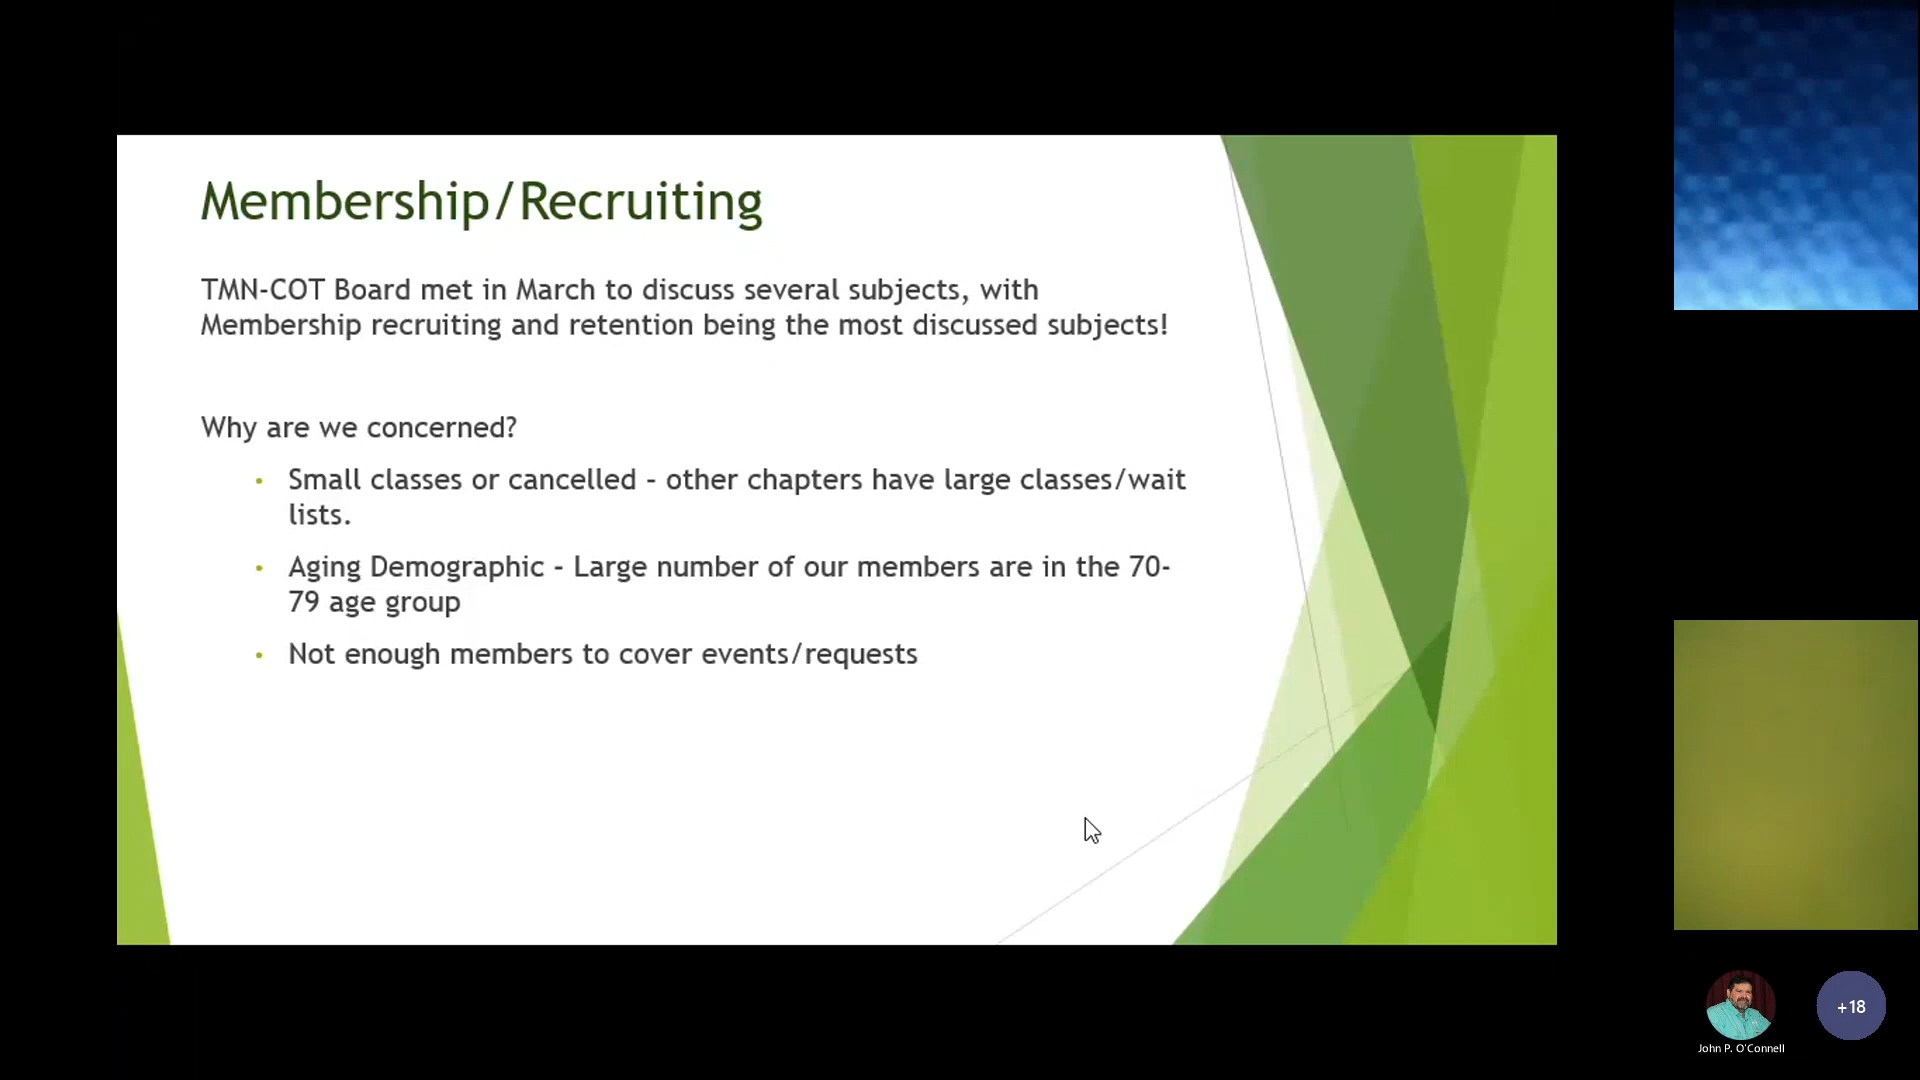 Membership/Recruiting
TMN-COT Board met in March to discuss several subjects, with
Membership recruiting and retention being the most discussed subjects!
Why are we concerned?
• Small classes or cancelled - other chapters have large classes/wait
lists.
• Aging Demographic - Large number of our members are in the 70-
79 age group
• Not enough members to cover events/requests
+18
John P. O'Connell